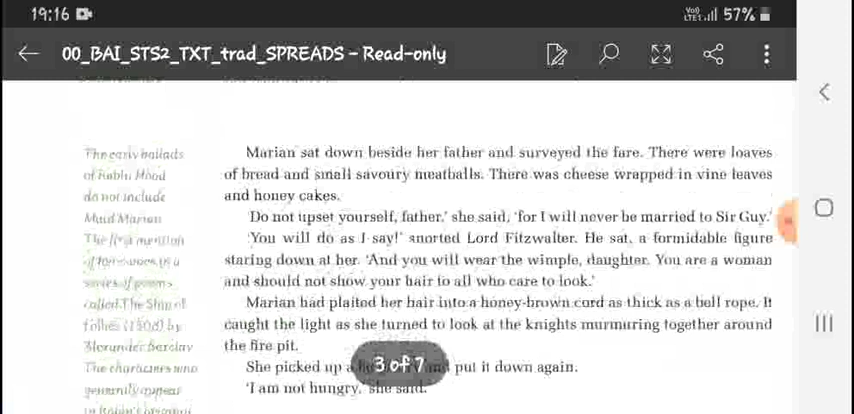 19:16
57%
00_BAI_STS2_TXT_trad_SPREADS – Read-only
The early ballads
of Robin Hood
do not include
Maid Marian
The first mention
series of poems
called The Ship of
by
Alexander Barclay
The characters who
generally appear
Marian sat down beside her father and surveyed the fare. There were loaves
of bread and small savoury meatballs. There was cheese wrapped in vine leaves
and honey cakes.
'Do not upset yourself, father,' she said, 'for I will never be married to Sir Guy.'
'You will do as I say!' snorted Lord Fitzwalter. He sat, a formidable figure
staring down at her. 'And you will wear the wimple, daughter. You are a woman
and should not show your hair to all who care to look.'
Marian had plaited her hair into a honey-brown cord as thick as a bell rope. It
caught the light as she turned to look at the knights murmuring together around
the fire pit.
She picked up a put it down again.
3 of 7
'I am not hungry,' she said.